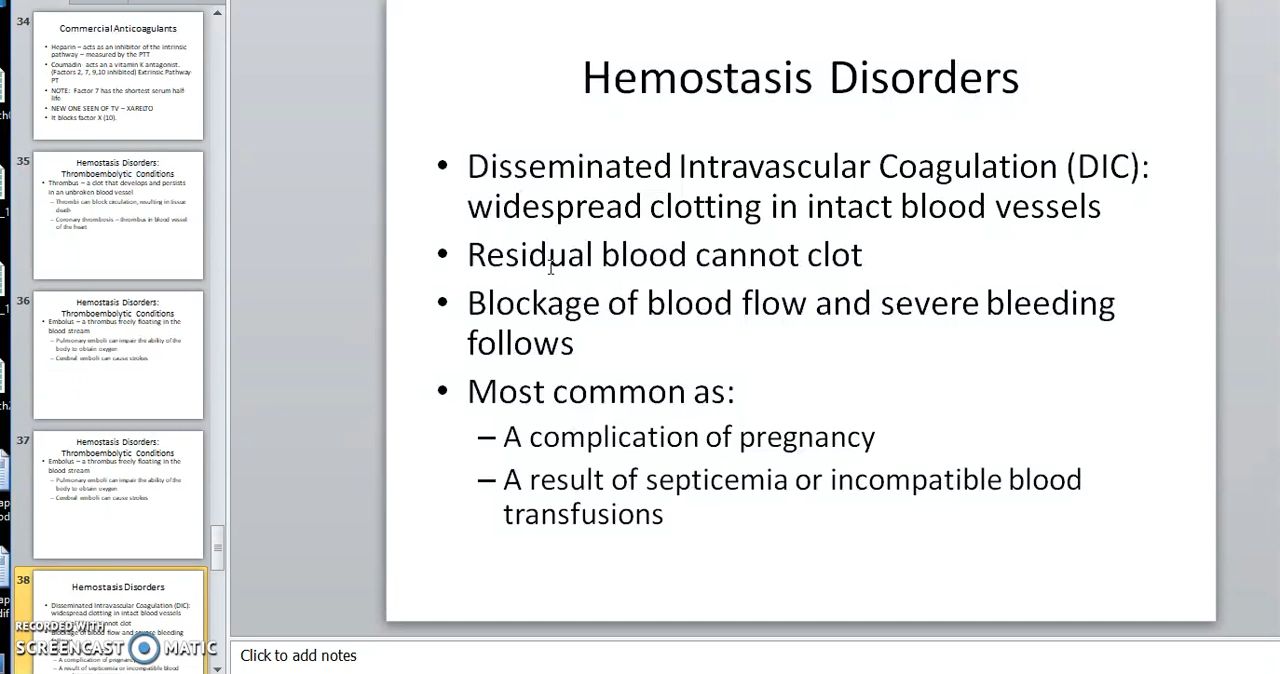 34
Commercial Anticoagulants
• Heparin – acts as an inhibitor of the intrinsic
pathway – measured by the PTT
• Coumadin acts an a vitamin K antagonist.
(Factors 2, 7, 9,10 inhibited) Extrinsic Pathway
PT
• NOTE: Factor 7 has the shortest serum half-
life
• NEW ONE SEEN OF TV – XARELTO
• It blocks factor X (10).
35
Hemostasis Disorders:
Thromboembolytic Conditions
• Thrombus – a clot that develops and persists
in an unbroken blood vessel
– Thrombi can block circulation, resulting in tissue
death
– Coronary thrombosis – thrombus in blood vessel
of the heart
36
Hemostasis Disorders:
Thromboembolytic Conditions
• Embolus – a thrombus freely floating in the
blood stream
– Pulmonary emboli can impair the ability of the
body to obtain oxygen
– Cerebral emboli can cause strokes
37
Hemostasis Disorders:
Thromboembolytic Conditions
• Embolus – a thrombus freely floating in the
blood stream
– Pulmonary emboli can impair the ability of the
body to obtain oxygen
– Cerebral emboli can cause strokes
38
Hemostasis Disorders
• Disseminated Intravascular Coagulation (DIC):
widespread clotting in intact blood vessels
cannot clot
Blockage of blood flow and severe bleeding
– A complication of pregnancy
– A result of septicemia or incompatible blood
RECORDED WITH
SCREENCAST MATIC
Hemostasis Disorders
• Disseminated Intravascular Coagulation (DIC):
widespread clotting in intact blood vessels
• Residual blood cannot clot
• Blockage of blood flow and severe bleeding
follows
• Most common as:
– A complication of pregnancy
– A result of septicemia or incompatible blood
transfusions
Click to add notes